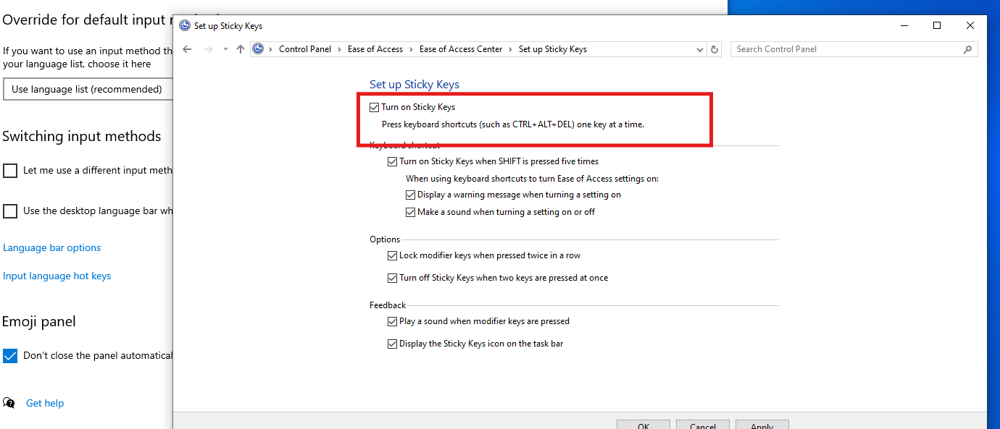 Override for default input
If you want to use an input method th
your language list, choose it here
Use language list (recommended)
Switching input methods
Let me use a different input meth
Use the desktop language bar wh
Language bar options
Input language hot keys
Emoji panel
Don't close the panel automatical
Get help
Set up Sticky Keys
Control Panel > Ease of Access > Ease of Access Center > Set up Sticky Keys
Search Control Panel
Set up Sticky Keys
Turn on Sticky Keys
Press keyboard shortcuts (such as CTRL+ALT+DEL) one key at a time.
Keyboard shortcut
Turn on Sticky Keys when SHIFT is pressed five times
When using keyboard shortcuts to turn Ease of Access settings on:
Display a warning message when turning a setting on
Make a sound when turning a setting on or off
Options
Lock modifier keys when pressed twice in a row
Turn off Sticky Keys when two keys are pressed at once
Feedback
Play a sound when modifier keys are pressed
Display the Sticky Keys icon on the task bar
OK
Cancel
Apply